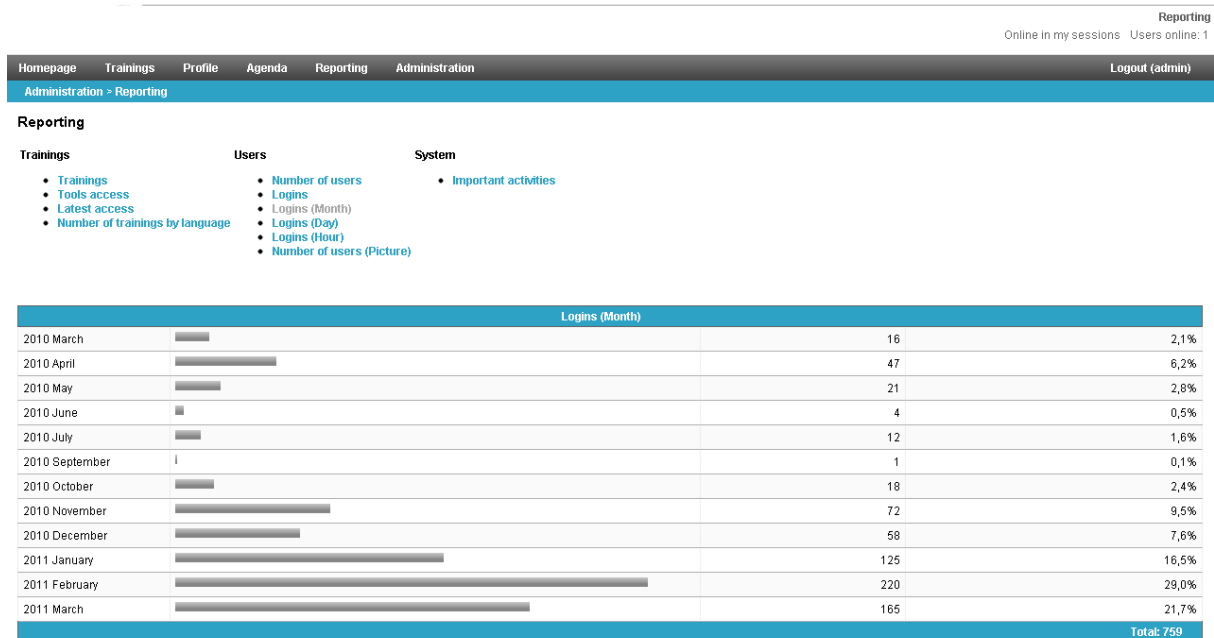 Reporting
Online in my sessions Users online: 1
Homepage Trainings Profile Agenda Reporting Administration Logout (admin)
Administration > Reporting
Reporting
Trainings
Trainings
Tools access
Latest access
Number of trainings by language
Users
Number of users
Logins
Logins (Month)
Logins (Day)
Logins (Hour)
Number of users (Picture)
System
Important activities
Logins (Month)
2010 March 16 2,1%
2010 April 47 6,2%
2010 May 21 2,8%
2010 June 4 0,5%
2010 July 12 1,6%
2010 September 1 0,1%
2010 October 18 2,4%
2010 November 72 9,5%
2010 December 58 7,6%
2011 January 125 16,5%
2011 February 220 29,0%
2011 March 165 21,7%
Total: 759